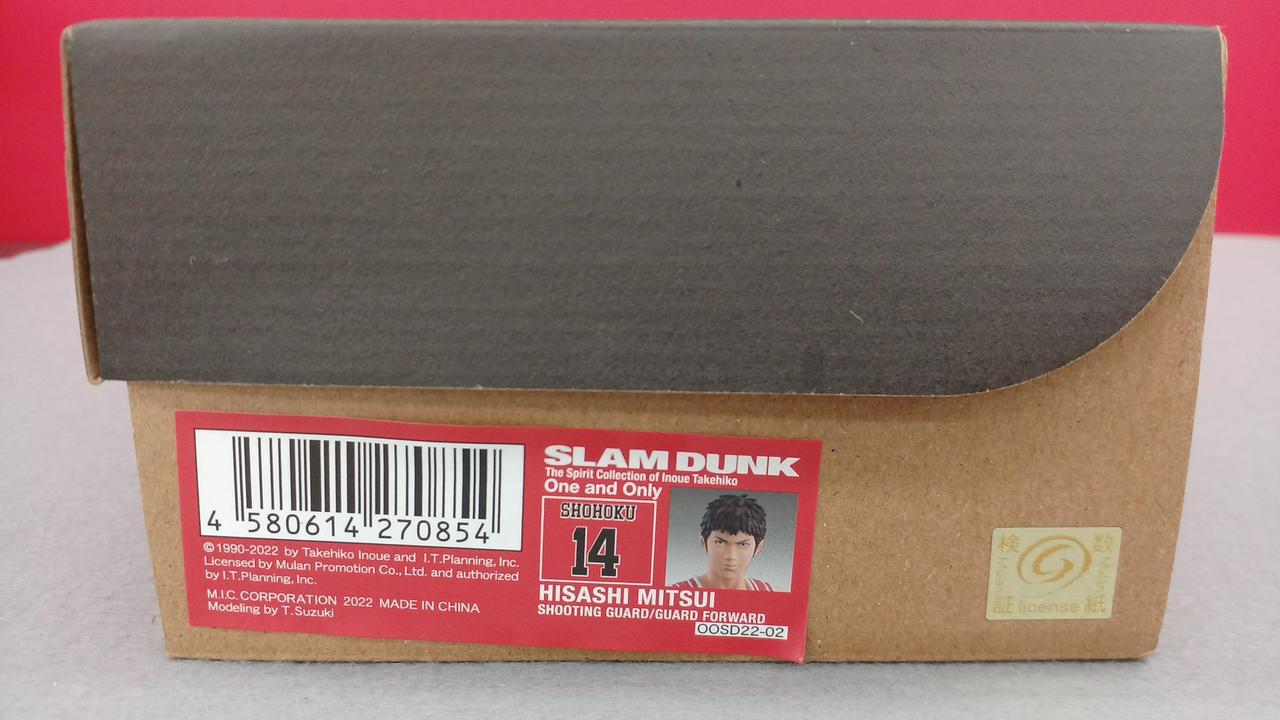 4 580614 270854
©1990-2022 by Takehiko Inoue and I.T.Planning, Inc.
Licensed by Mulan Promotion Co., Ltd. and authorized
by I.T.Planning, Inc.
M.I.C. CORPORATION 2022 MADE IN CHINA
Modeling by T.Suzuki
SLAM DUNK
The Spirit Collection of Inoue Takehiko
One and Only
SHOHOKU
14
HISASHI MITSUI
SHOOTING GUARD/GUARD FORWARD
OOSD22-02
検 数
Mulan Mulan
証 license 紙